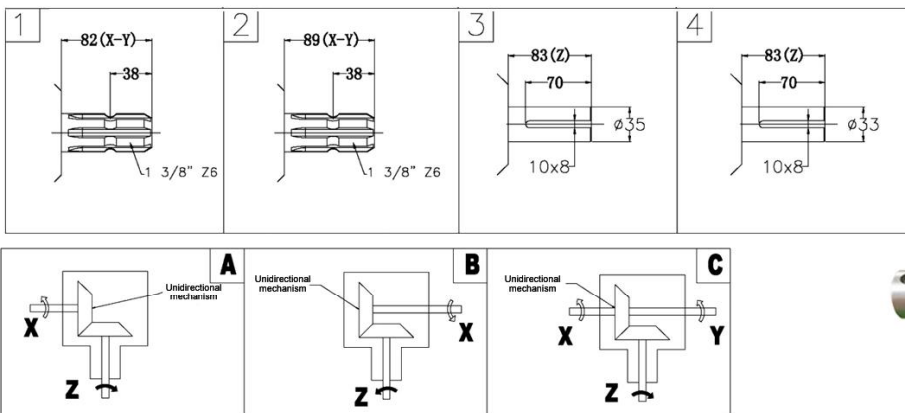 1
82(X-Y)
38
1 3/8" Z6
2
89(X-Y)
38
1 3/8" Z6
3
83(Z)
70
ø35
10x8
4
83(Z)
70
ø33
10x8
A
Unidirectional
mechanism
X
Z
B
Unidirectional
mechanism
X
Z
C
Unidirectional
mechanism
X
Y
Z